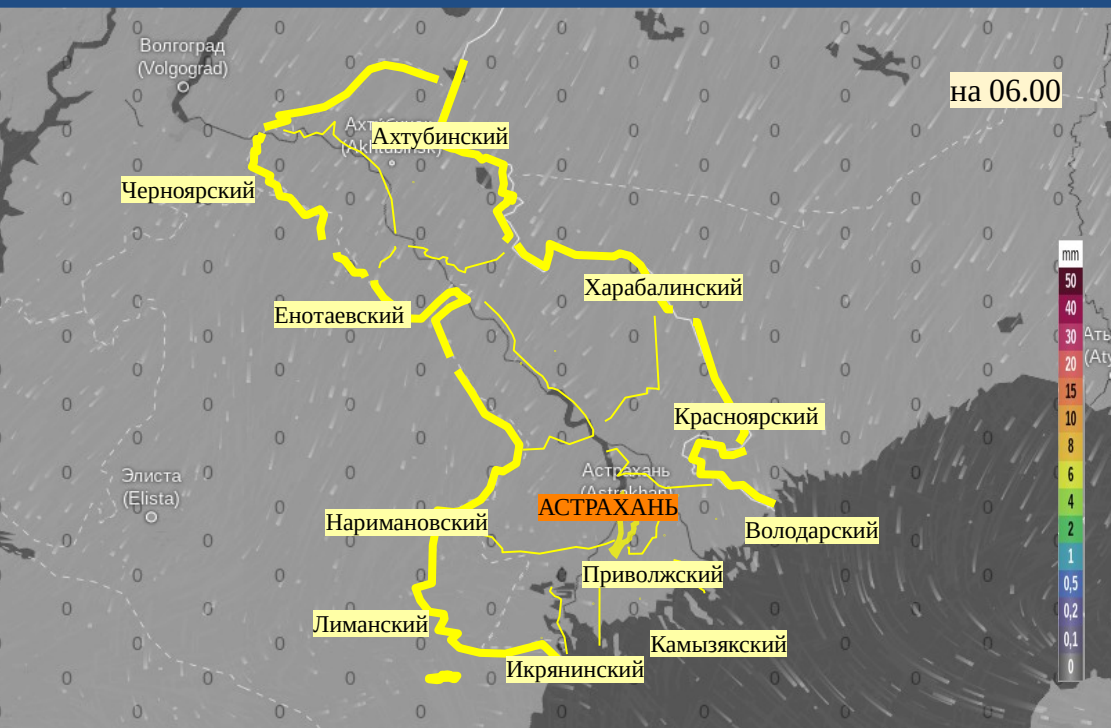 Волгоград
(Volgograd)
на 06.00
Ахтубинский
Черноярский
Харабалинский
mm
50
40
30
20
15
10
8
6
4
2
1
0,5
0,2
0,1
0
Енотаевский
Красноярский
Элиста
(Elista)
Астрахань
(Astrakhan)
АСТРАХАНЬ
Наримановский
Володарский
Приволжский
Лиманский
Камызякский
Икрянинский